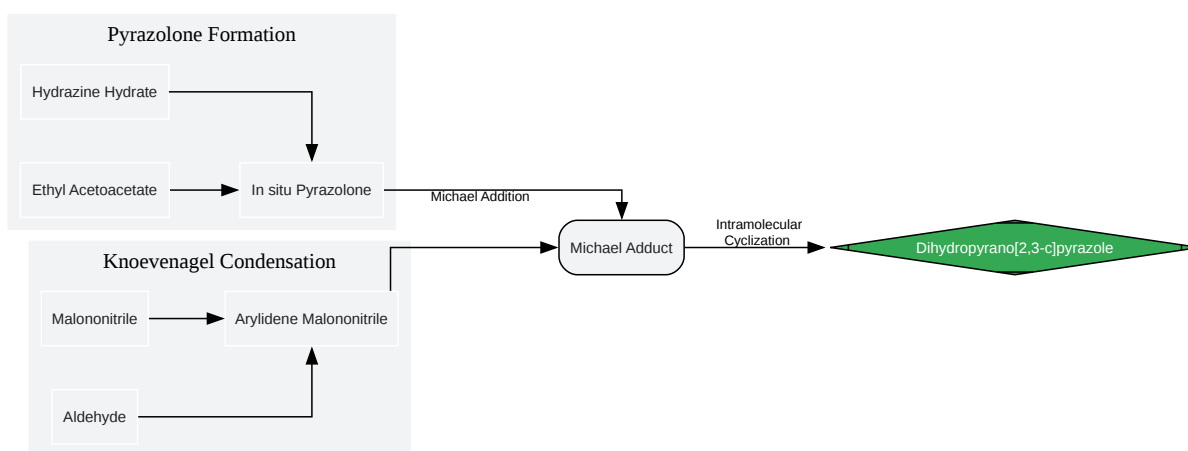 Pyrazolone Formation
Hydrazine Hydrate
Ethyl Acetoacetate
In situ Pyrazolone
Michael Addition
Knoevenagel Condensation
Malononitrile
Arylidene Malononitrile
Aldehyde
Michael Adduct
Intramolecular
Cyclization
Dihydropyrano[2,3-c]pyrazole